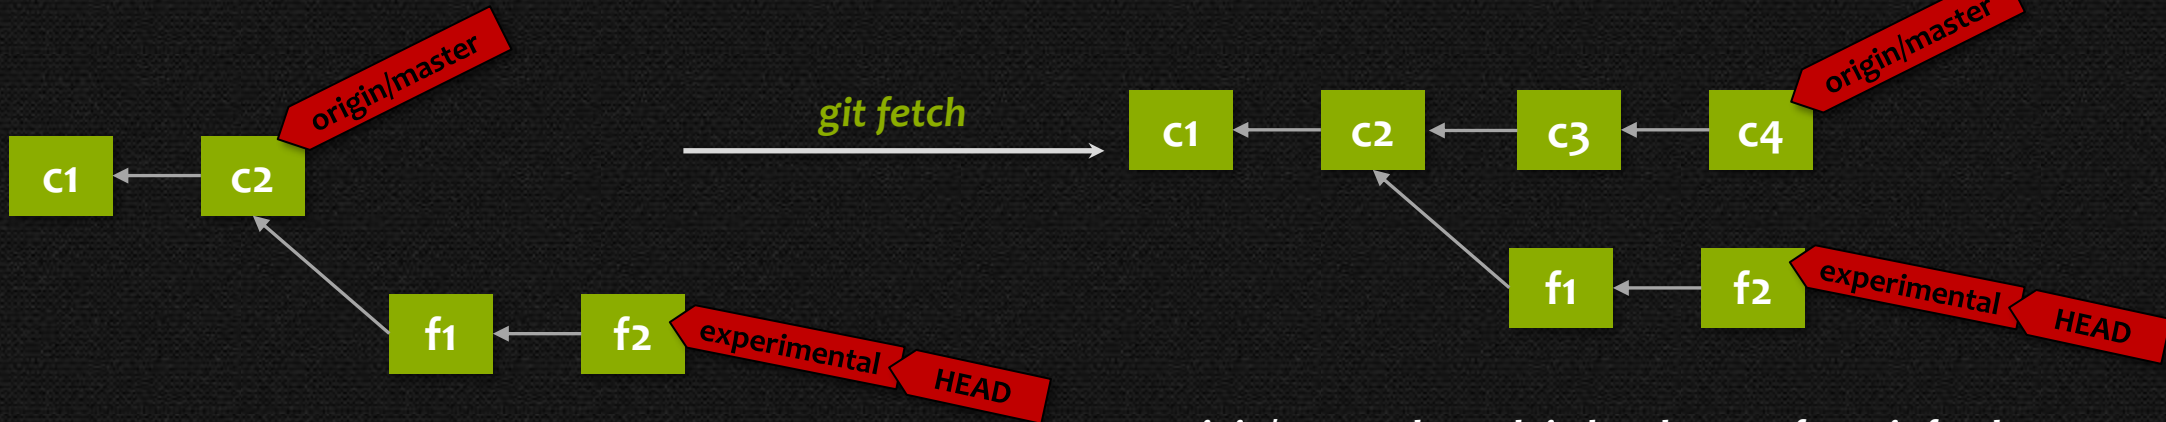 origin/master
c1
c2
f1
f2
experimental
HEAD
git fetch
origin/master
c1
c2
c3
c4
f1
f2
experimental
HEAD